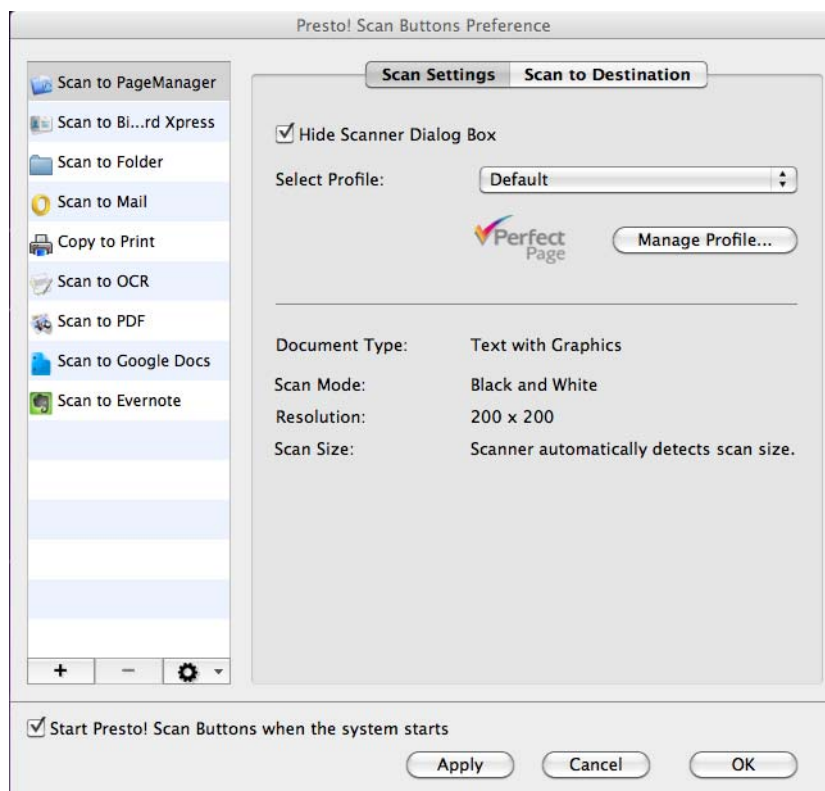 Presto! Scan Buttons Preference
Scan to PageManager
Scan to Bi...rd Xpress
Scan to Folder
Scan to Mail
Copy to Print
Scan to OCR
Scan to PDF
Scan to Google Docs
Scan to Evernote
+ −
Scan Settings Scan to Destination
Hide Scanner Dialog Box
Select Profile: Default
Perfect
Page
Manage Profile...
Document Type: Text with Graphics
Scan Mode: Black and White
Resolution: 200 x 200
Scan Size: Scanner automatically detects scan size.
Start Presto! Scan Buttons when the system starts
Apply Cancel OK